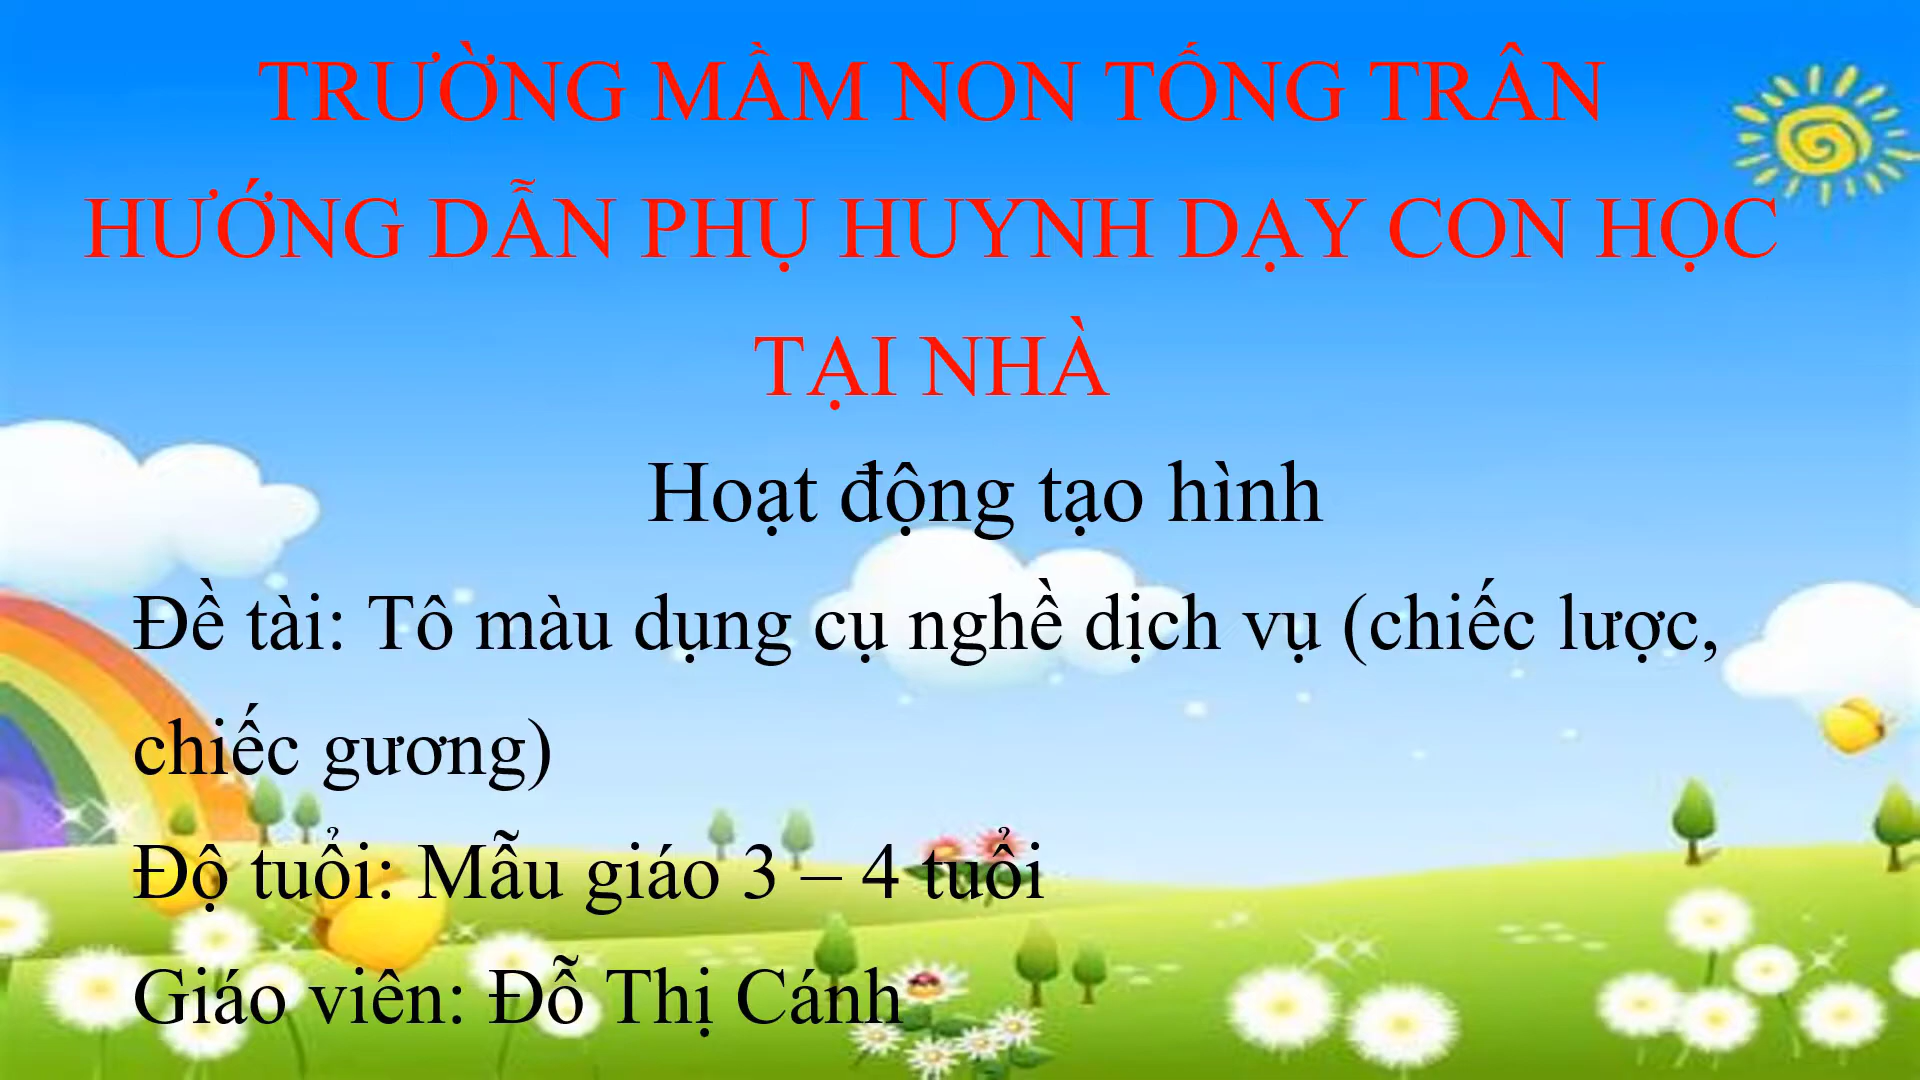 TRƯỜNG MẦM NON TỐNG TRÂN
HƯỚNG DẪN PHỤ HUYNH DẠY CON HỌC
TẠI NHÀ
Hoạt động tạo hình
Đề tài: Tô màu dụng cụ nghề dịch vụ (chiếc lược,
chiếc gương)
Độ tuổi: Mẫu giáo 3 – 4 tuổi
Giáo viên: Đỗ Thị Cánh